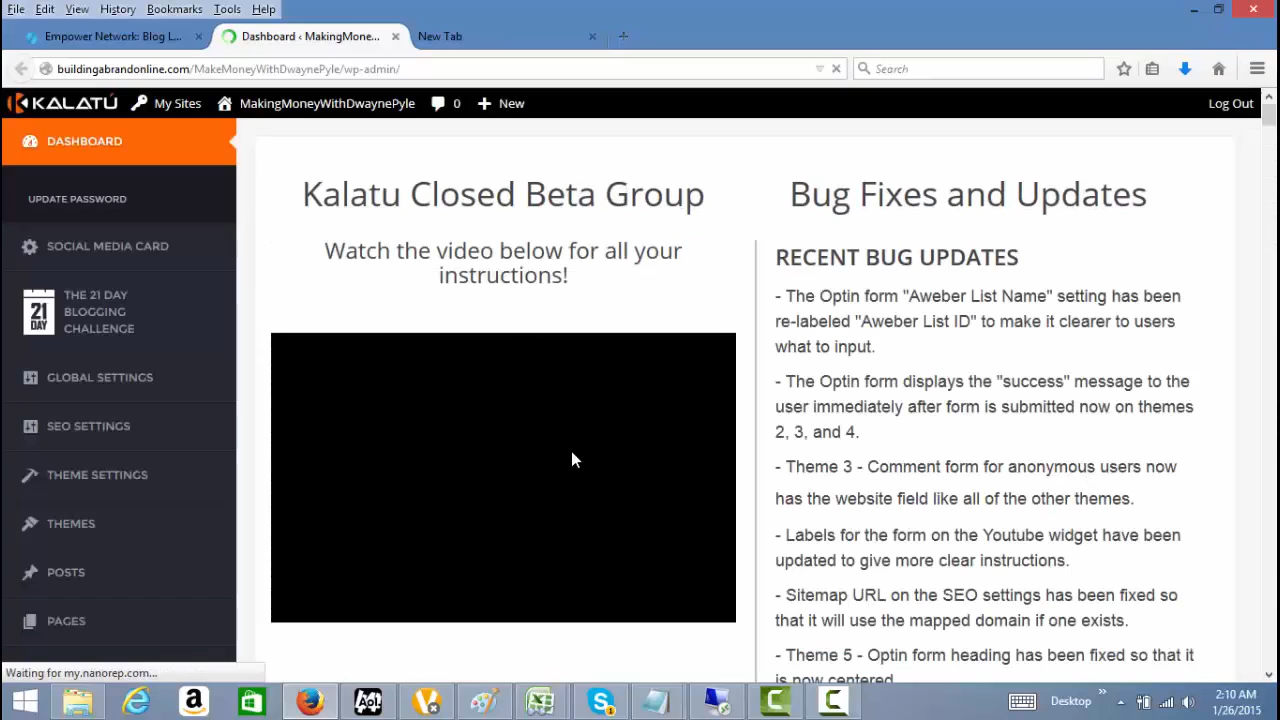 File Edit View History Bookmarks Tools Help
Empower Network: Blog L... × Dashboard ‹ MakingMone... × New Tab ×
buildingabrandonline.com/MakeMoneyWithDwaynePyle/wp-admin/ Search
KALATÚ My Sites MakingMoneyWithDwaynePyle 0 New Log Out
DASHBOARD
UPDATE PASSWORD
SOCIAL MEDIA CARD
21 DAY
THE 21 DAY
BLOGGING
CHALLENGE
GLOBAL SETTINGS
SEO SETTINGS
THEME SETTINGS
THEMES
POSTS
PAGES
Kalatu Closed Beta Group
Watch the video below for all your
instructions!
Bug Fixes and Updates
RECENT BUG UPDATES
- The Optin form "Aweber List Name" setting has been
re-labeled "Aweber List ID" to make it clearer to users
what to input.
- The Optin form displays the "success" message to the
user immediately after form is submitted now on themes
2, 3, and 4.
- Theme 3 - Comment form for anonymous users now
has the website field like all of the other themes.
- Labels for the form on the Youtube widget have been
updated to give more clear instructions.
- Sitemap URL on the SEO settings has been fixed so
that it will use the mapped domain if one exists.
- Theme 5 - Optin form heading has been fixed so that it
is now centered
Waiting for my.nanorep.com...
Desktop
2:10 AM
1/26/2015